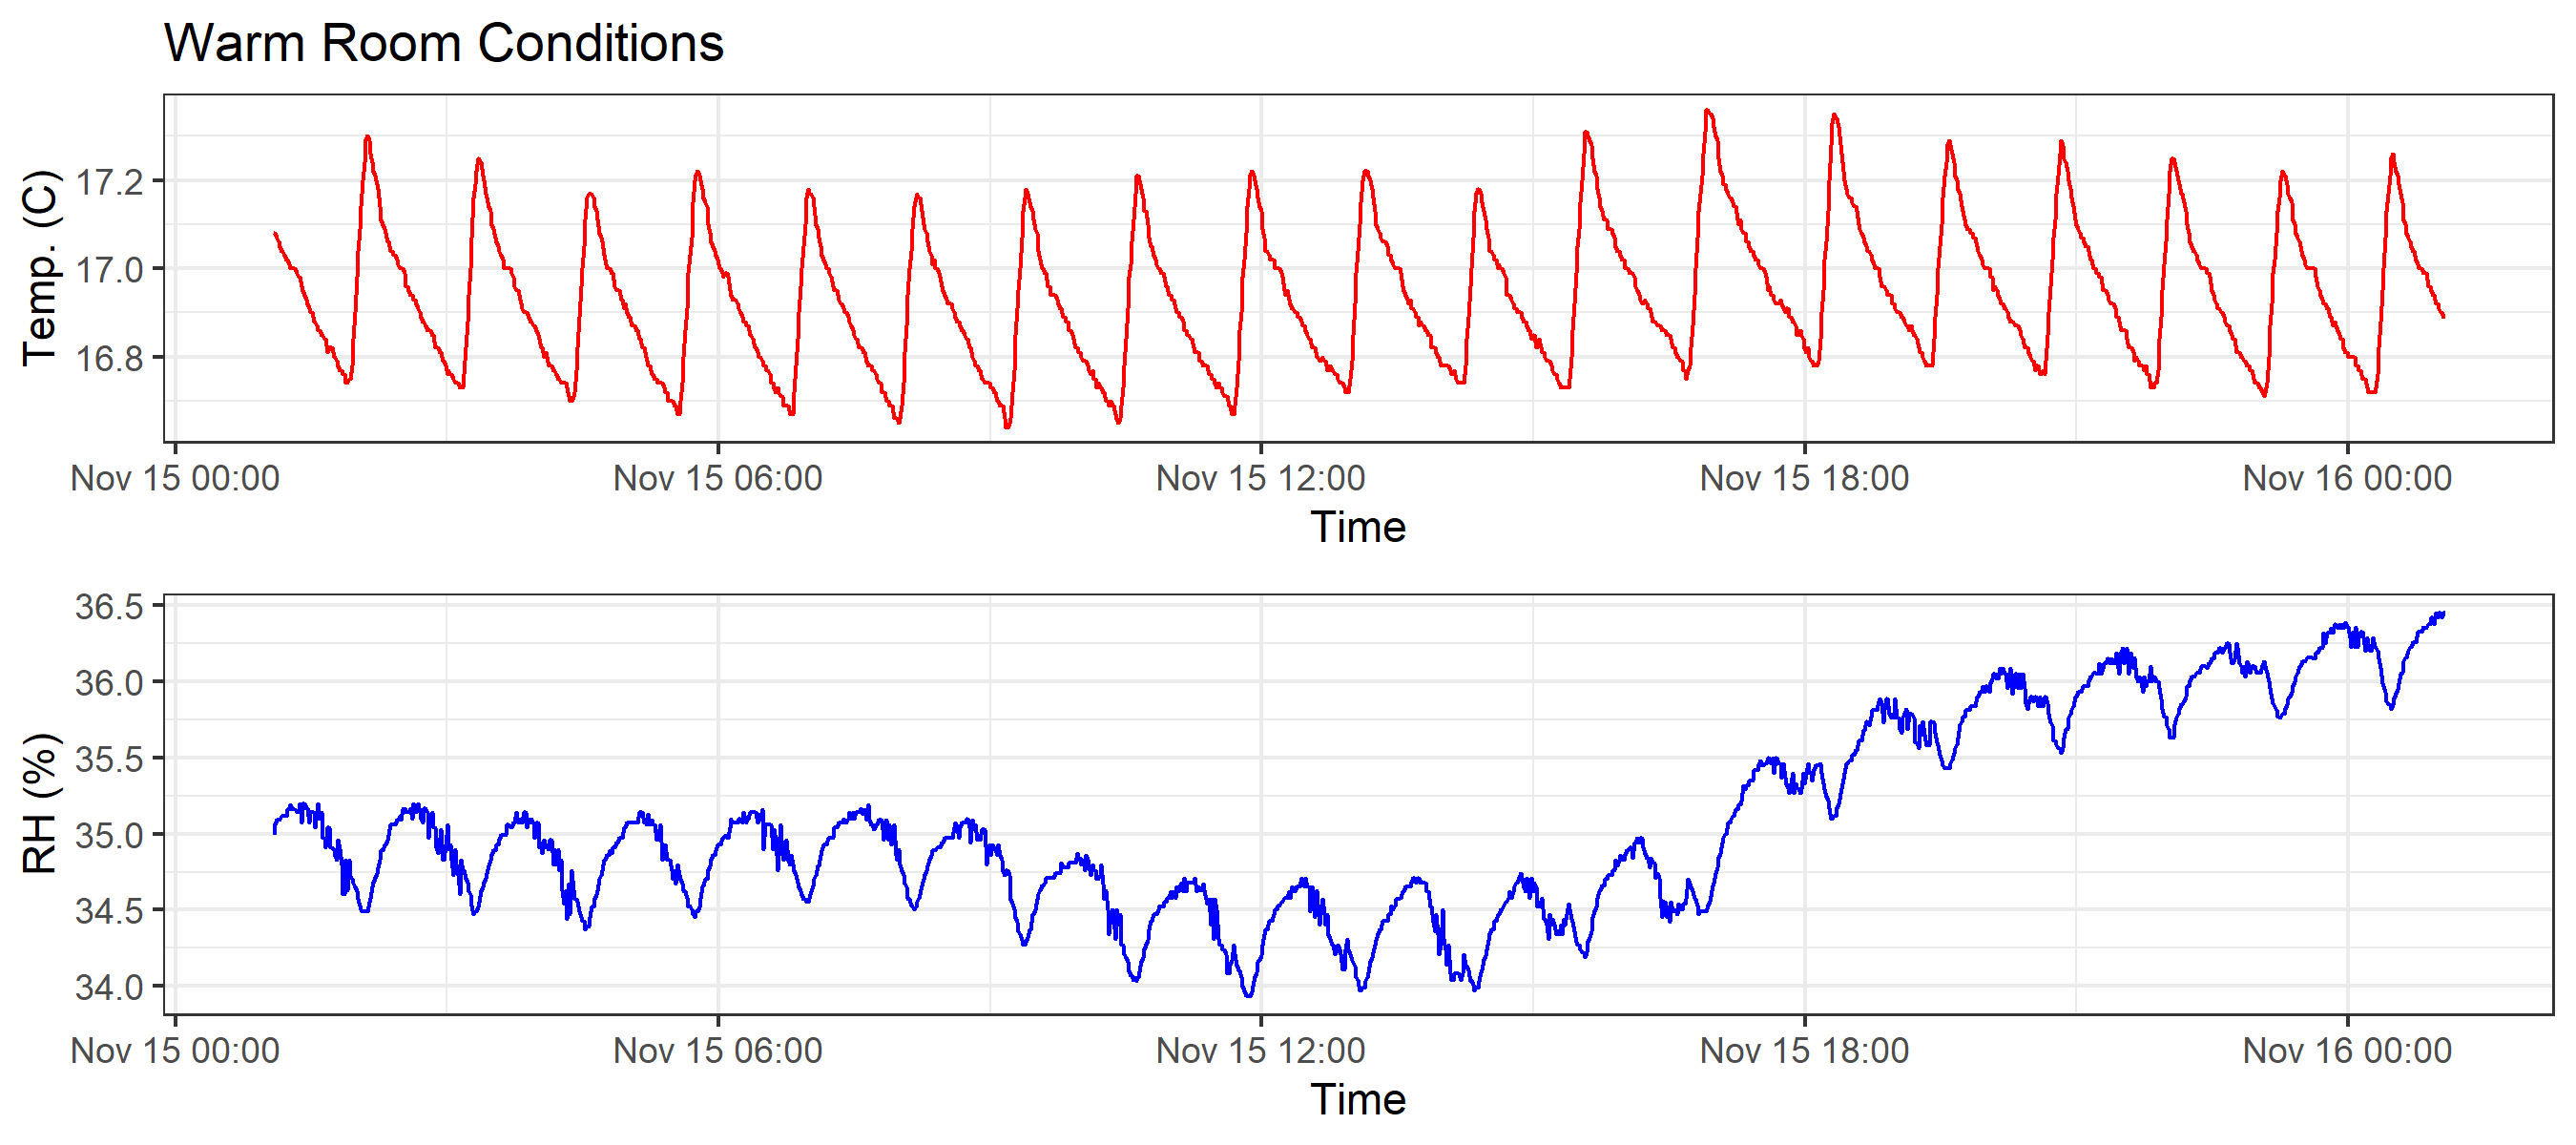 Warm Room Conditions
Temp. (C)
17.2
17.0
16.8
Nov 15 00:00 Nov 15 06:00 Nov 15 12:00 Nov 15 18:00 Nov 16 00:00
Time
RH (%)
36.5
36.0
35.5
35.0
34.5
34.0
Nov 15 00:00 Nov 15 06:00 Nov 15 12:00 Nov 15 18:00 Nov 16 00:00
Time